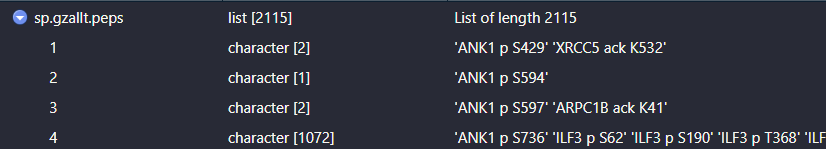 sp.gzallt.peps list [2115] List of length 2115
1 character [2] 'ANK1 p S429' 'XRCC5 ack K532'
2 character [1] 'ANK1 p S594'
3 character [2] 'ANK1 p S597' 'ARPC1B ack K41'
4 character [1072] 'ANK1 p S736' 'ILF3 p S62' 'ILF3 p S190' 'ILF3 p T368' 'ILF